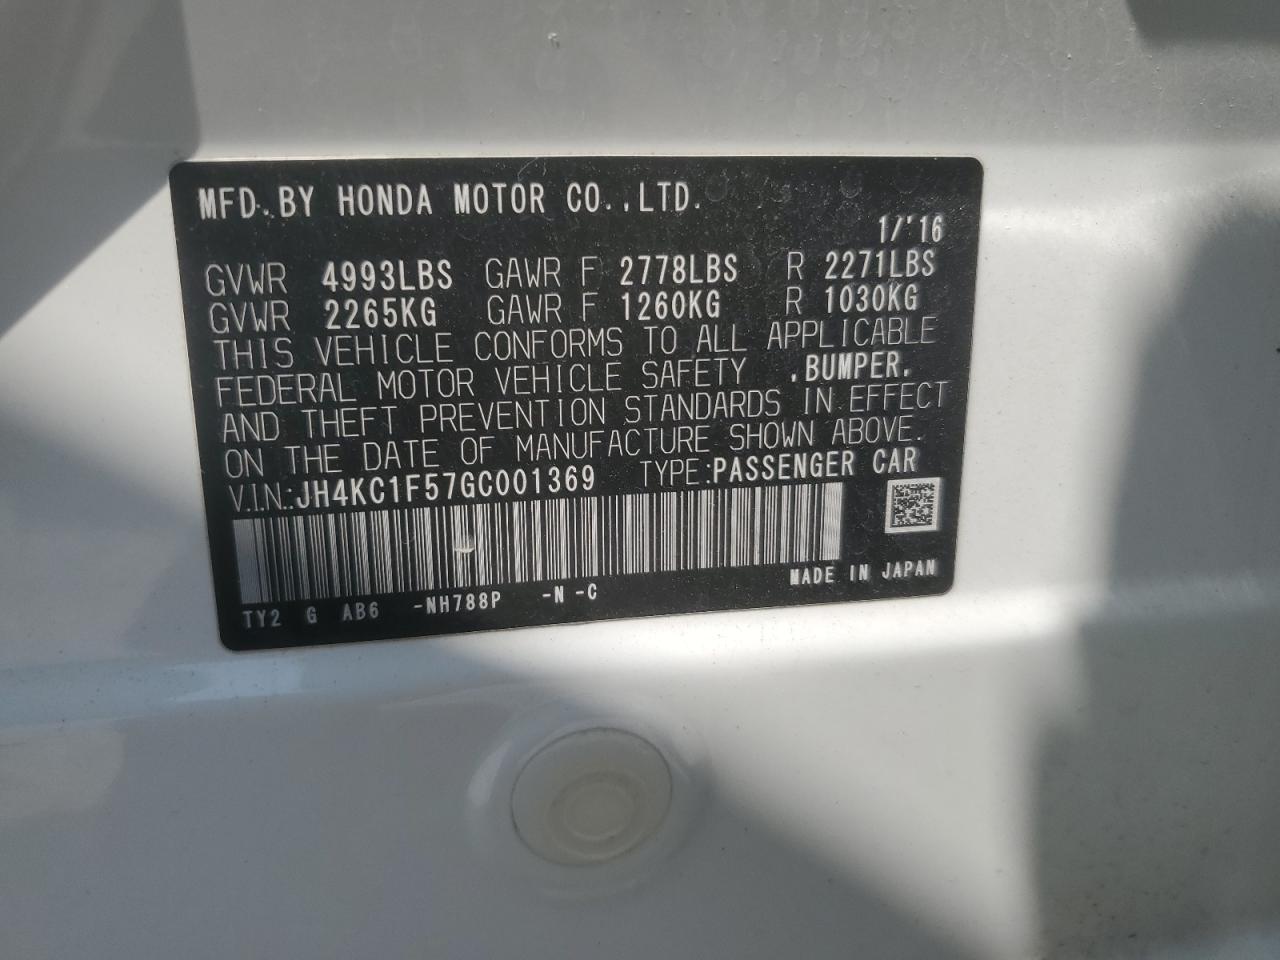 MFD. BY HONDA MOTOR CO.,LTD.
1/'16
GVWR 4993LBS GAWR F 2778LBS R 2271LBS
GVWR 2265KG GAWR F 1260KG R 1030KG
THIS VEHICLE CONFORMS TO ALL APPLICABLE
FEDERAL MOTOR VEHICLE SAFETY ,BUMPER,
AND THEFT PREVENTION STANDARDS IN EFFECT
ON THE DATE OF MANUFACTURE SHOWN ABOVE.
V.I.N.:JH4KC1F57GC001369 TYPE:PASSENGER CAR
MADE IN JAPAN
TY2 G AB6 -NH788P -N -C